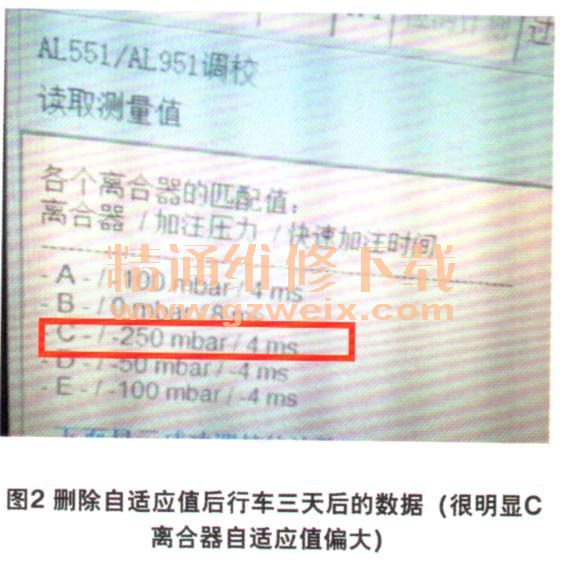 AL551/AL951调校
读取测量值
各个离合器的匹配值:
离合器 / 加注压力 / 快速加注时间
- A - / 100 mbar / 4 ms
精通维修下载
www.gzweix.com
- B - / 0 mbar
- C - / -250 mbar / 4 ms
- D - / -50 mbar / -4 ms
- E - / -100 mbar / -4 ms
图2 删除自适应值后行车三天后的数据（很明显C
离合器自适应值偏大）